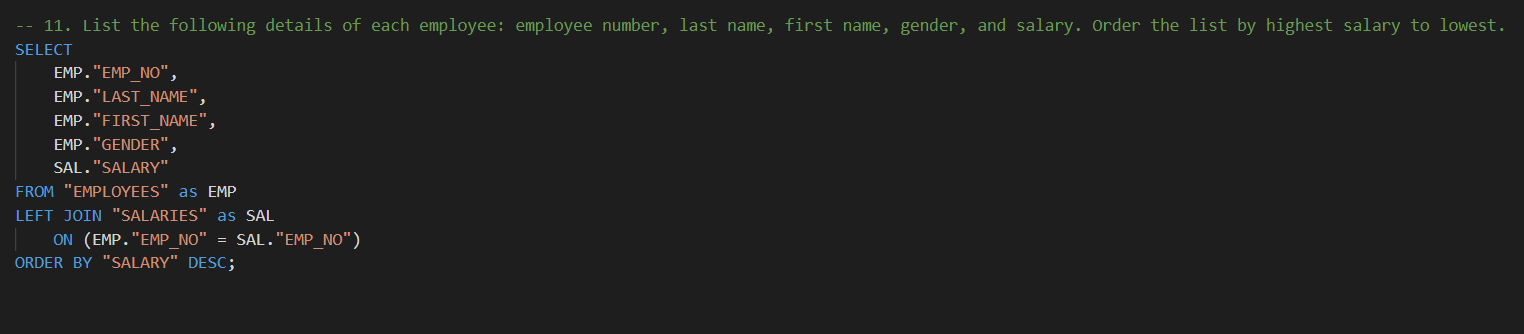 -- 11. List the following details of each employee: employee number, last name, first name, gender, and salary. Order the list by highest salary to lowest.
SELECT
    EMP."EMP_NO",
    EMP."LAST_NAME",
    EMP."FIRST_NAME",
    EMP."GENDER",
    SAL."SALARY"
FROM "EMPLOYEES" as EMP
LEFT JOIN "SALARIES" as SAL
    ON (EMP."EMP_NO" = SAL."EMP_NO")
ORDER BY "SALARY" DESC;